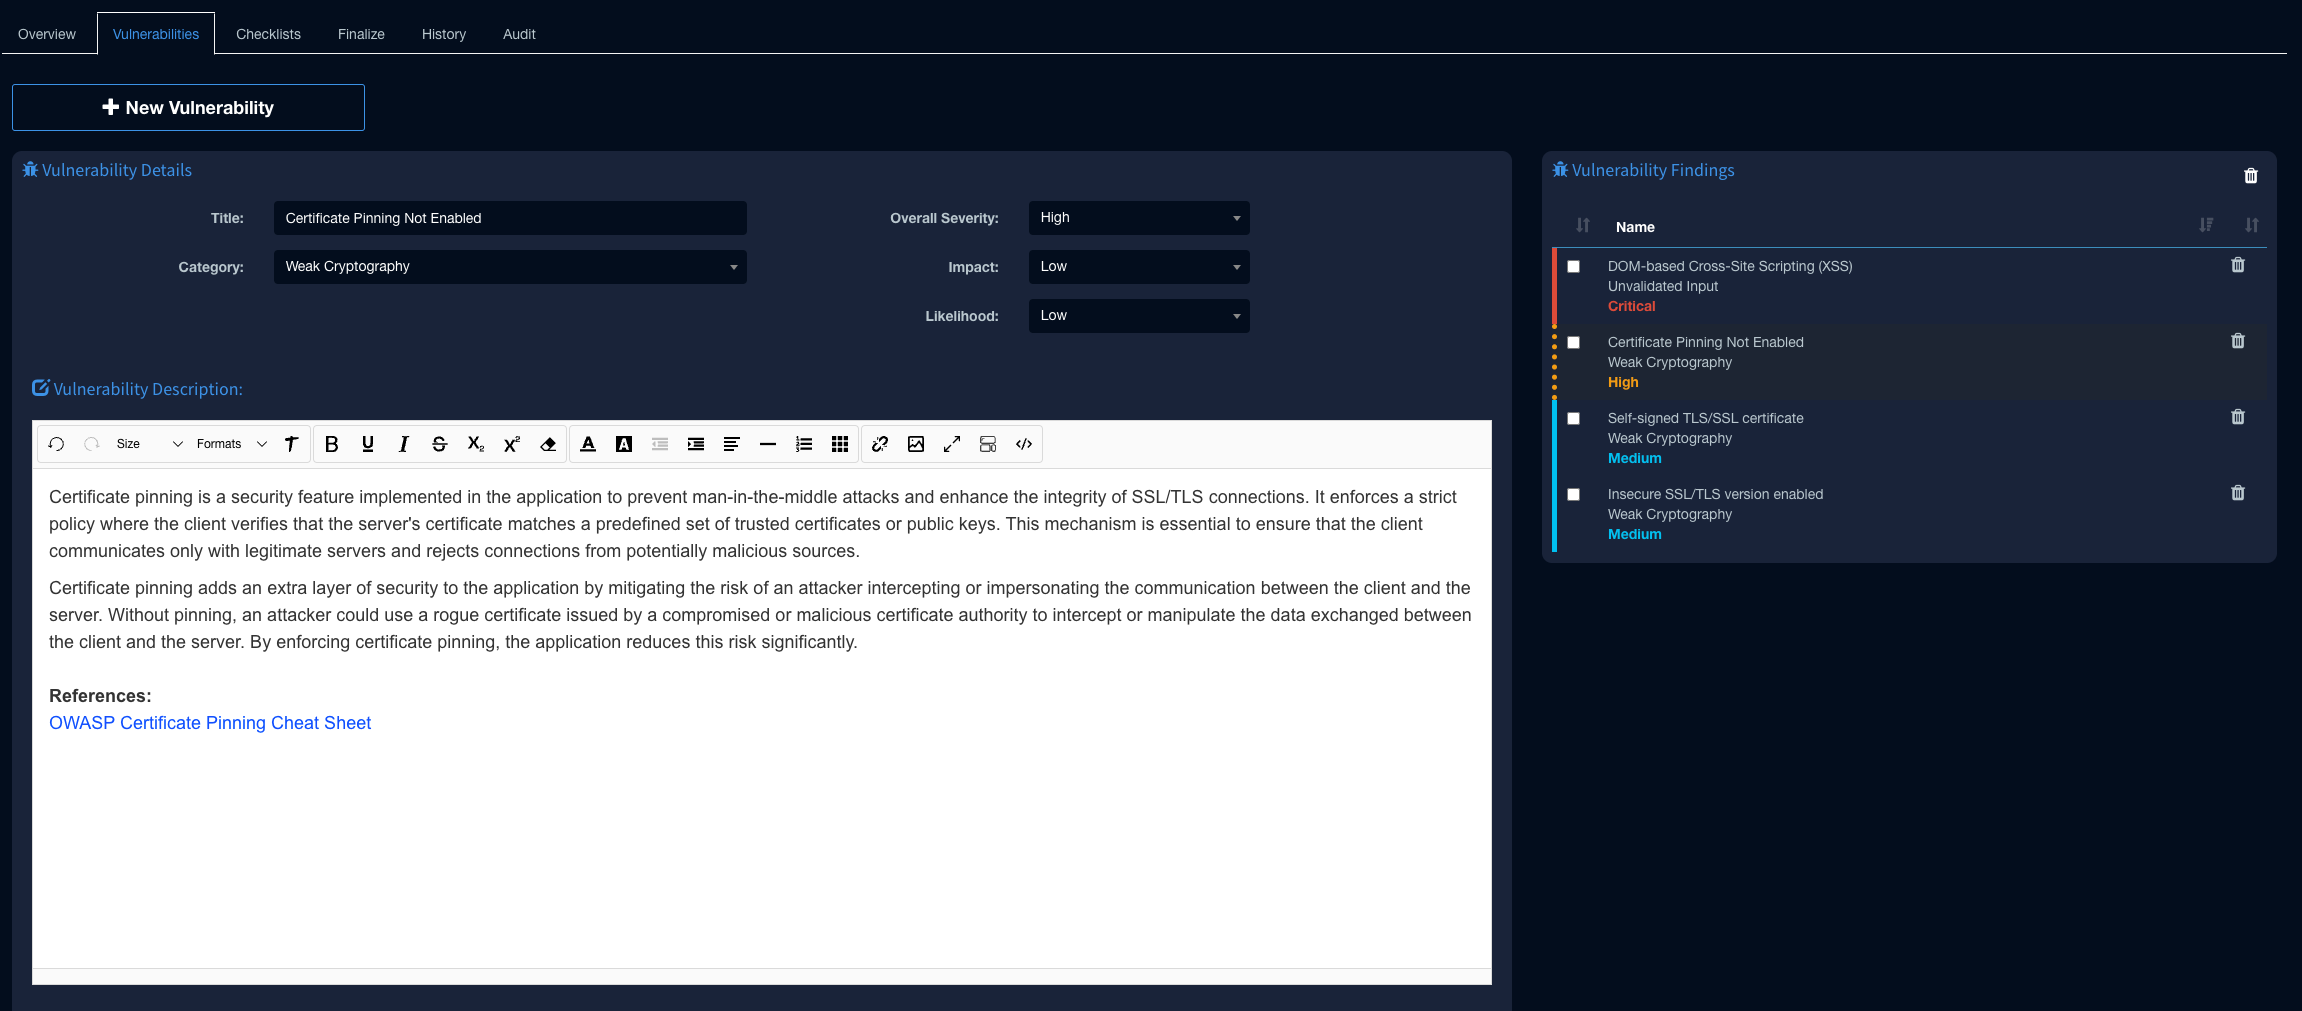 Overview Vulnerabilities Checklists Finalize History Audit
New Vulnerability
Vulnerability Details
Title: Certificate Pinning Not Enabled
Overall Severity: High
Category: Weak Cryptography
Impact: Low
Likelihood: Low
Vulnerability Description:
Size Formats
Certificate pinning is a security feature implemented in the application to prevent man-in-the-middle attacks and enhance the integrity of SSL/TLS connections. It enforces a strict
policy where the client verifies that the server's certificate matches a predefined set of trusted certificates or public keys. This mechanism is essential to ensure that the client
communicates only with legitimate servers and rejects connections from potentially malicious sources.
Certificate pinning adds an extra layer of security to the application by mitigating the risk of an attacker intercepting or impersonating the communication between the client and the
server. Without pinning, an attacker could use a rogue certificate issued by a compromised or malicious certificate authority to intercept or manipulate the data exchanged between
the client and the server. By enforcing certificate pinning, the application reduces this risk significantly.
References:
OWASP Certificate Pinning Cheat Sheet
Vulnerability Findings
Name
DOM-based Cross-Site Scripting (XSS)
Unvalidated Input
Critical
Certificate Pinning Not Enabled
Weak Cryptography
High
Self-signed TLS/SSL certificate
Weak Cryptography
Medium
Insecure SSL/TLS version enabled
Weak Cryptography
Medium